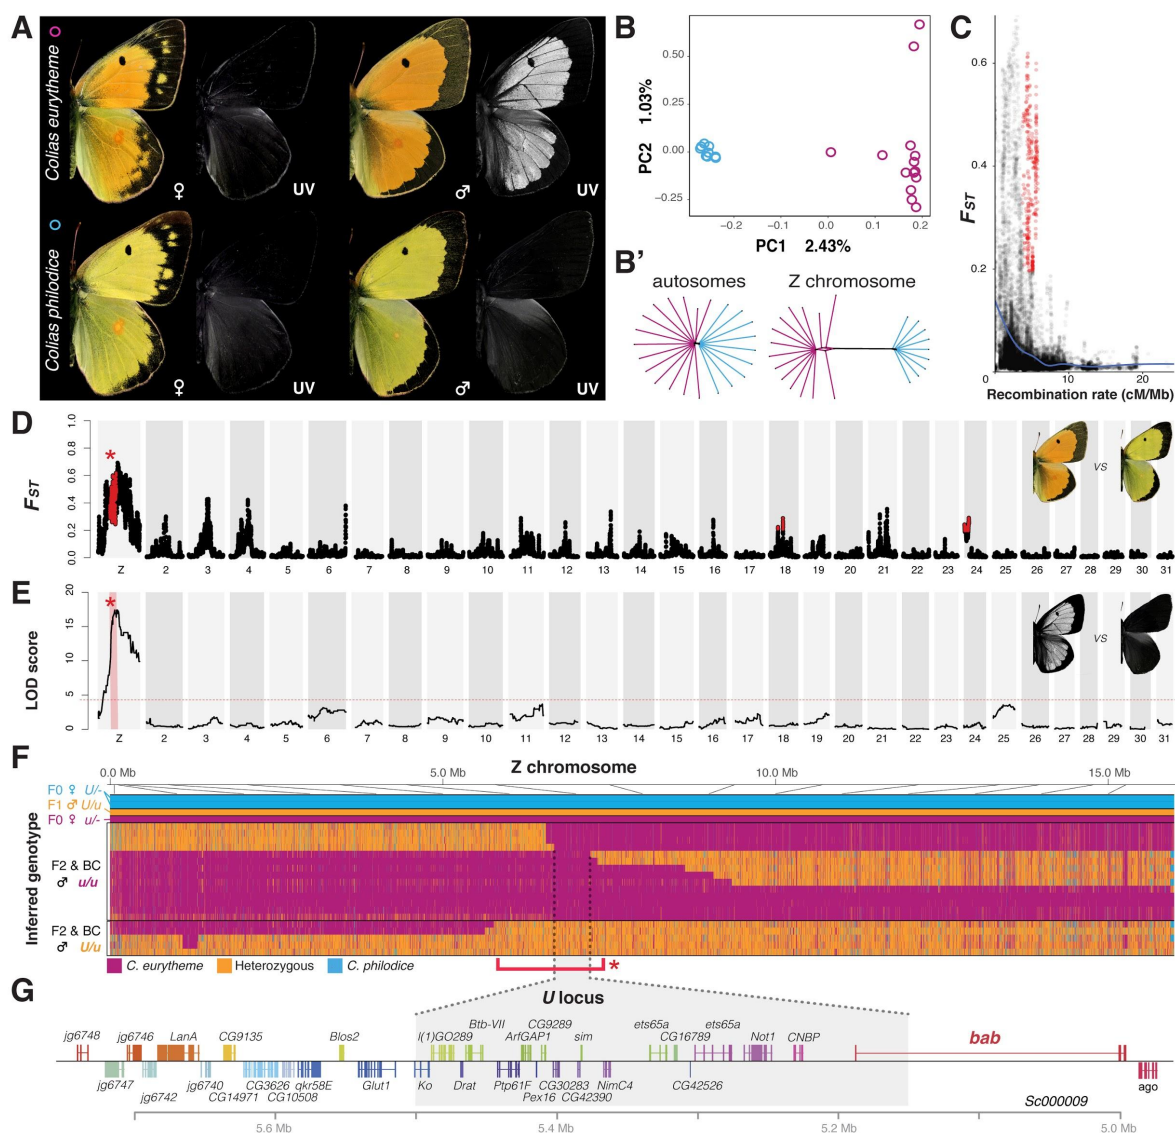 A
Colias eurytheme
♀
UV
♂
UV
Colias philodice
♀
UV
♂
UV
B
PC2 1.03%
0.50
0.25
0.00
−0.25
−0.2
−0.1
0.0
0.1
0.2
PC1 2.43%
B'
autosomes
Z chromosome
C
FST
0.6
0.4
0.2
0
10
20
Recombination rate (cM/Mb)
D
FST
1.0
0.8
0.6
0.4
0.2
0.0
*
vs
Z 2 3 4 5 6 7 8 9 10 11 12 13 14 15 16 17 18 19 20 21 22 23 24 25 26 27 28 29 30 31
E
LOD score
20
15
10
5
0
*
vs
Z 2 3 4 5 6 7 8 9 10 11 12 13 14 15 16 17 18 19 20 21 22 23 24 25 26 27 28 29 30 31
F
Z chromosome
0.0 Mb 5.0 Mb 10.0 Mb 15.0 Mb
F0 ♀ U/-
F1 ♂ U/u
F0 ♀ u/-
Inferred genotype
F2 & BC
♂ u/u
F2 & BC
♂ U/u
C. eurytheme Heterozygous C. philodice
*
G
U locus
jg6748 jg6746 LanA CG9135 Blos2 l(1)GO289 Btb-VII ArfGAP1 CG9289 sim ets65a CG16789 ets65a Not1 CNBP bab
jg6747 jg6742 jg6740 CG14971 CG3626 CG10508 qkr58E Glut1 Ko Drat Ptp61F Pex16 CG30283 CG42390 NimC4 CG42526 ago
Sc000009
5.6 Mb 5.4 Mb 5.2 Mb 5.0 Mb